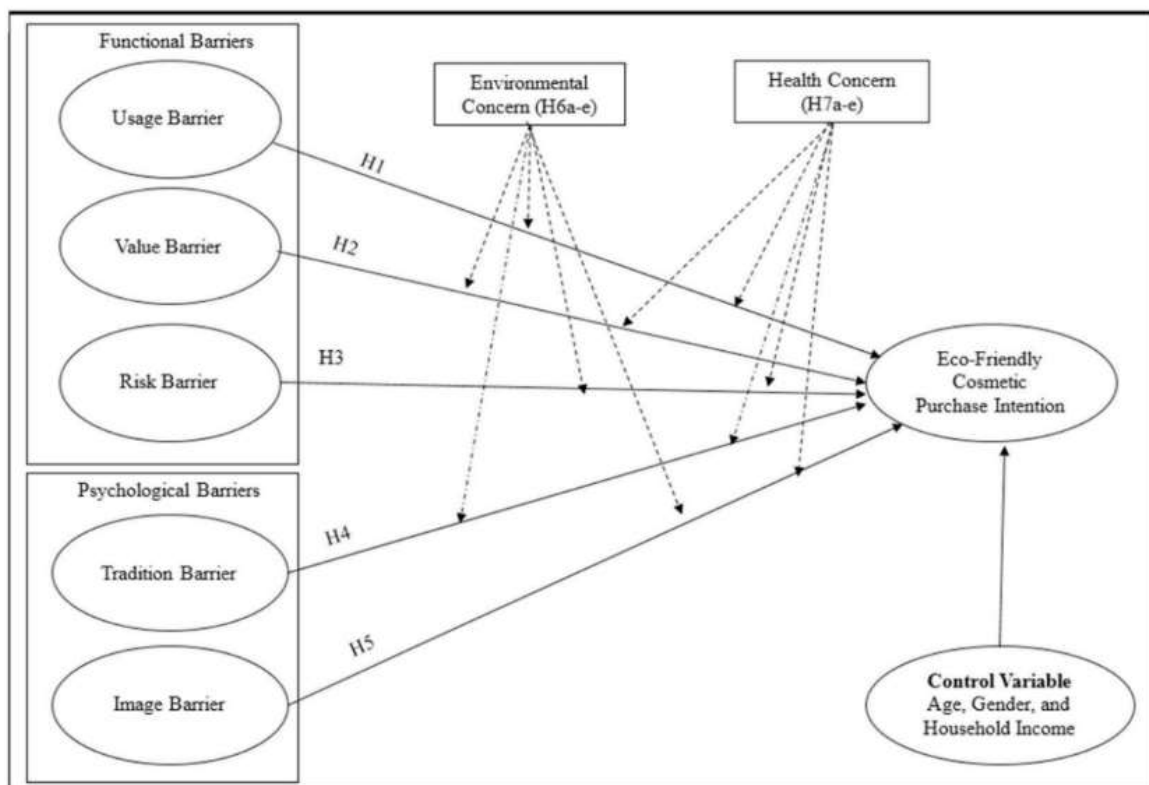 Functional Barriers
Usage Barrier
Value Barrier
Risk Barrier
Psychological Barriers
Tradition Barrier
Image Barrier
Environmental
Concern (H6a-e)
Health Concern
(H7a-e)
H1
H2
H3
H4
H5
Eco-Friendly
Cosmetic
Purchase Intention
Control Variable
Age, Gender, and
Household Income